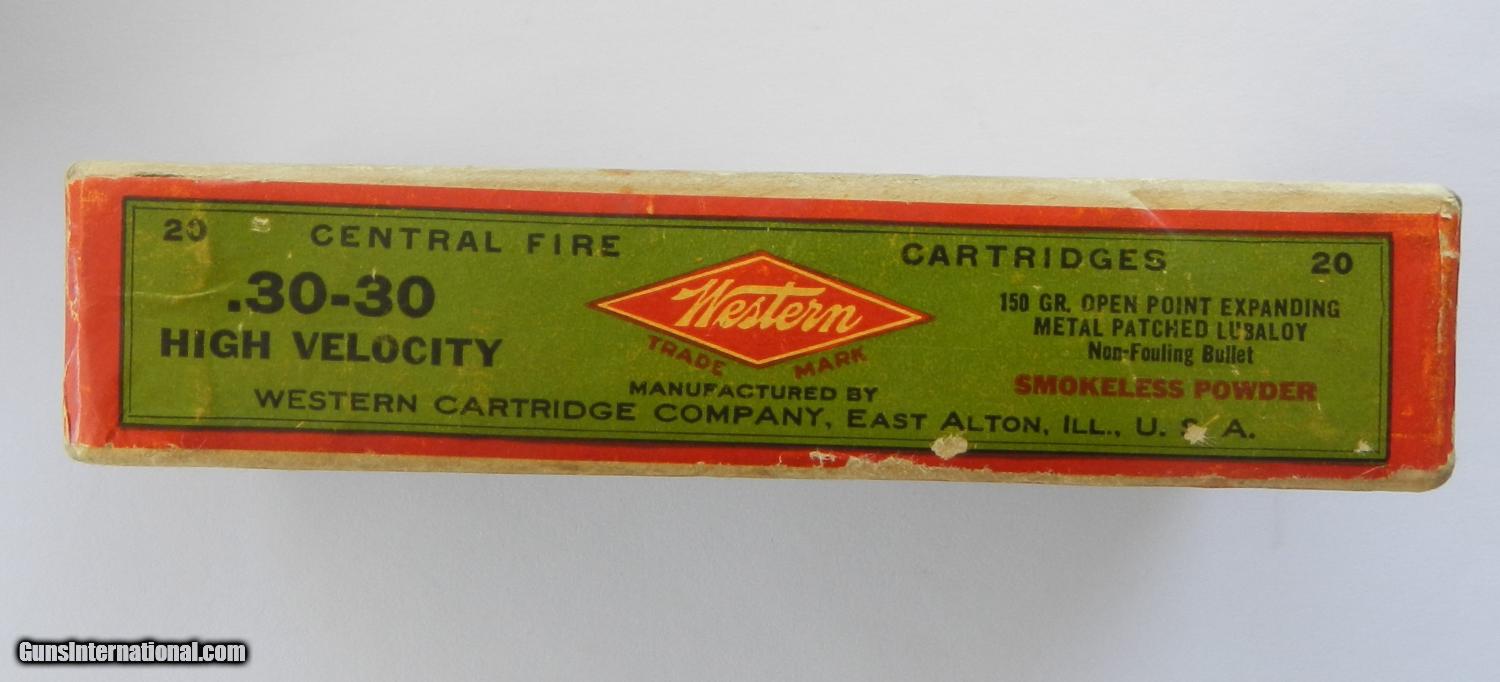 20 CENTRAL FIRE CARTRIDGES 20
.30-30
HIGH VELOCITY
Western
TRADE MARK
150 GR. OPEN POINT EXPANDING
METAL PATCHED LUBALOY
Non-Fouling Bullet
SMOKELESS POWDER
MANUFACTURED BY
WESTERN CARTRIDGE COMPANY, EAST ALTON, ILL., U. S. A.
GunsInternational.com